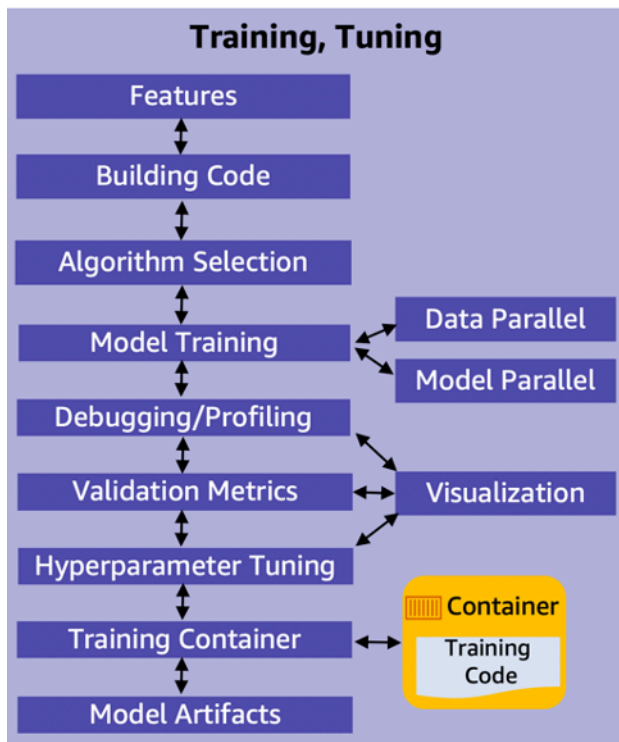 Training, Tuning
Features
Building Code
Algorithm Selection
Model Training
Data Parallel
Model Parallel
Debugging/Profiling
Validation Metrics
Visualization
Hyperparameter Tuning
Training Container
Container
Training
Code
Model Artifacts